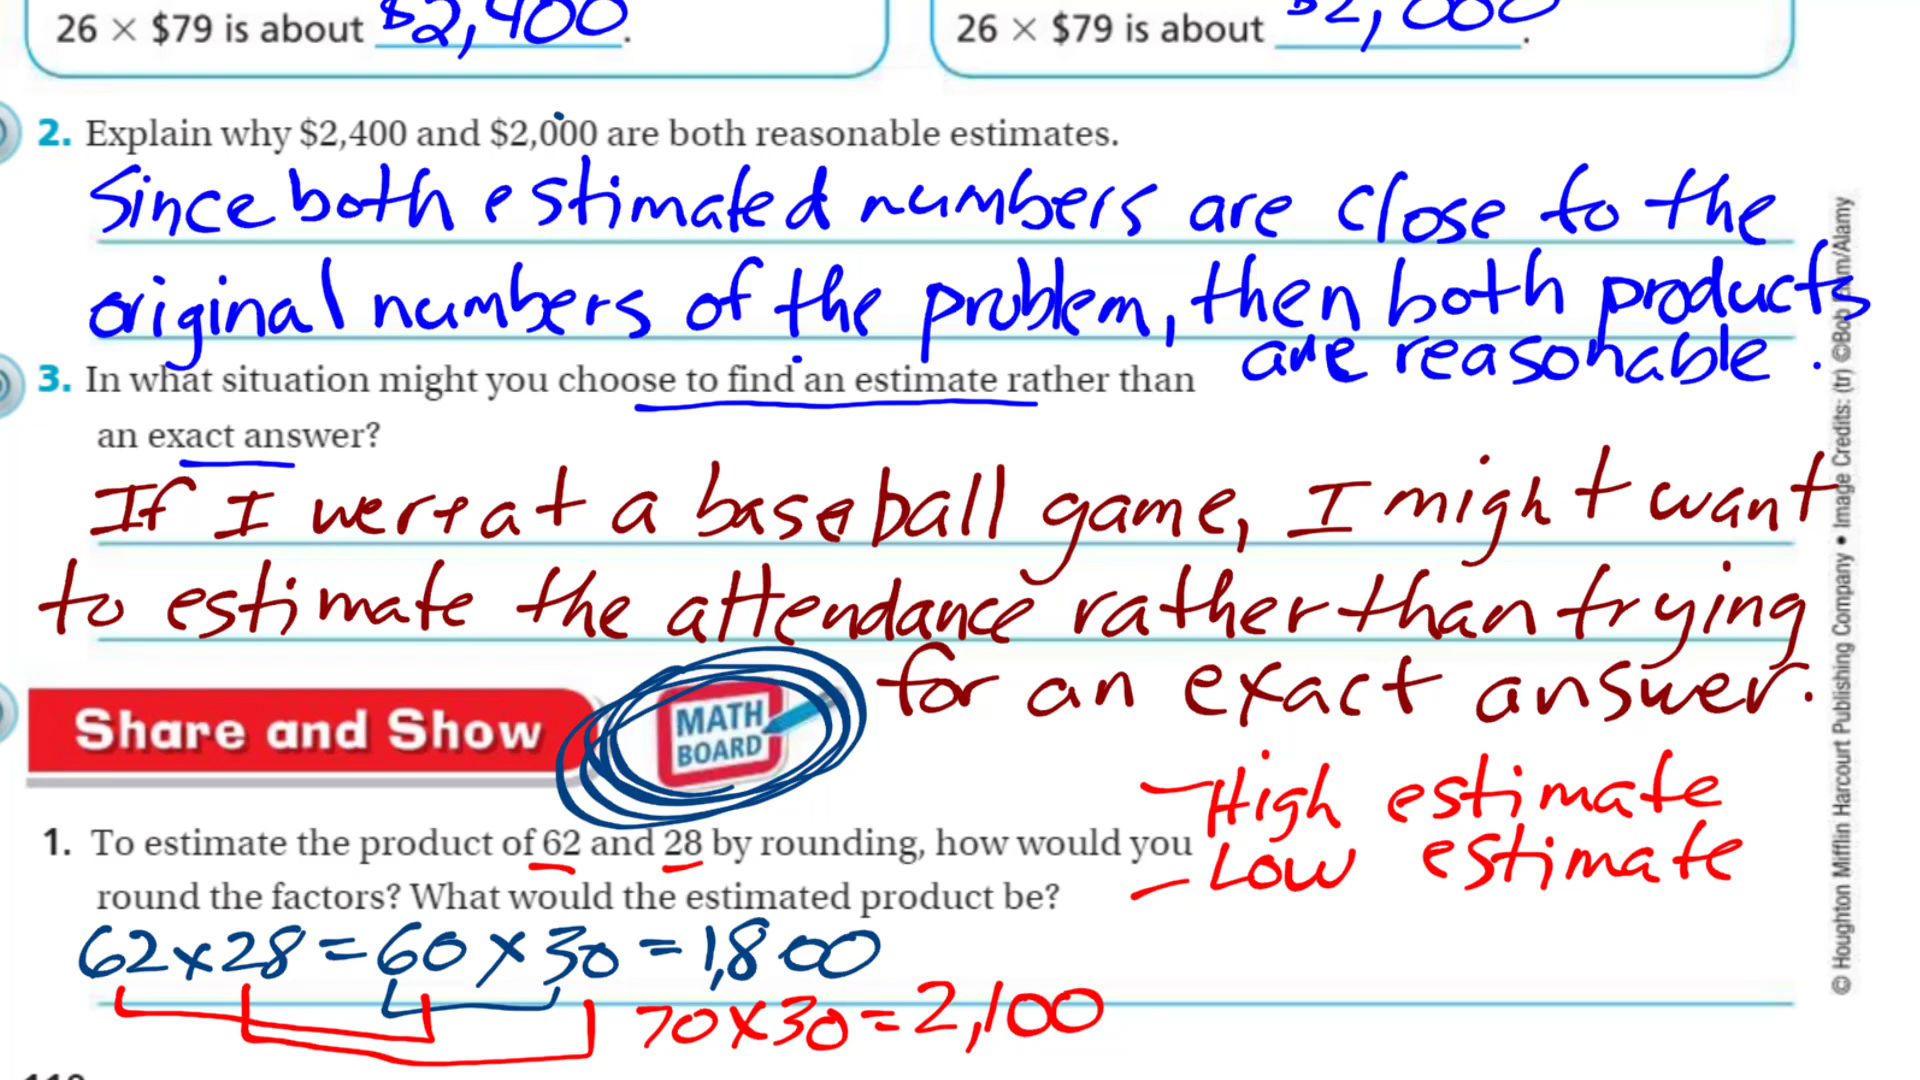 26 × $79 is about $2,400.
26 × $79 is about $2,000.
2. Explain why $2,400 and $2,000 are both reasonable estimates.
Since both estimated numbers are close to the
original numbers of the problem, then both products
are reasonable.
3. In what situation might you choose to find an estimate rather than
an exact answer?
If I were at a baseball game, I might want
to estimate the attendance rather than trying
for an exact answer.
Share and Show
MATH
BOARD
- High estimate
- Low estimate
1. To estimate the product of 62 and 28 by rounding, how would you
round the factors? What would the estimated product be?
62 x 28 = 60 x 30 = 1,800
70 x 30 = 2,100
© Houghton Mifflin Harcourt Publishing Company • Image Credits: (tr) ©Bob /Alamy